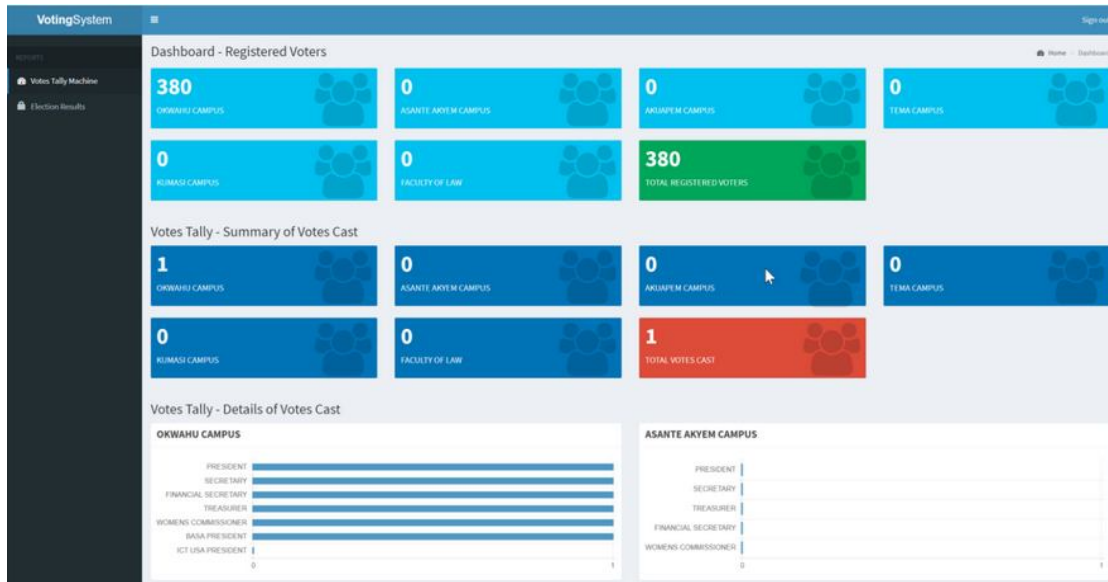 VotingSystem
Sign out
REPORTS
Votes Tally Machine
Election Results
Dashboard - Registered Voters
Home
Dashboard
380
OKWAHU CAMPUS
0
ASANTE AKYEM CAMPUS
0
AKUAPEM CAMPUS
0
TEMA CAMPUS
0
KUMASI CAMPUS
0
FACULTY OF LAW
380
TOTAL REGISTERED VOTERS
Votes Tally - Summary of Votes Cast
1
OKWAHU CAMPUS
0
ASANTE AKYEM CAMPUS
0
AKUAPEM CAMPUS
0
TEMA CAMPUS
0
KUMASI CAMPUS
0
FACULTY OF LAW
1
TOTAL VOTES CAST
Votes Tally - Details of Votes Cast
OKWAHU CAMPUS
PRESIDENT
SECRETARY
FINANCIAL SECRETARY
TREASURER
WOMENS COMMISSIONER
BASA PRESIDENT
ICT USA PRESIDENT
0 1
ASANTE AKYEM CAMPUS
PRESIDENT
SECRETARY
TREASURER
FINANCIAL SECRETARY
WOMENS COMMISSIONER
0 1